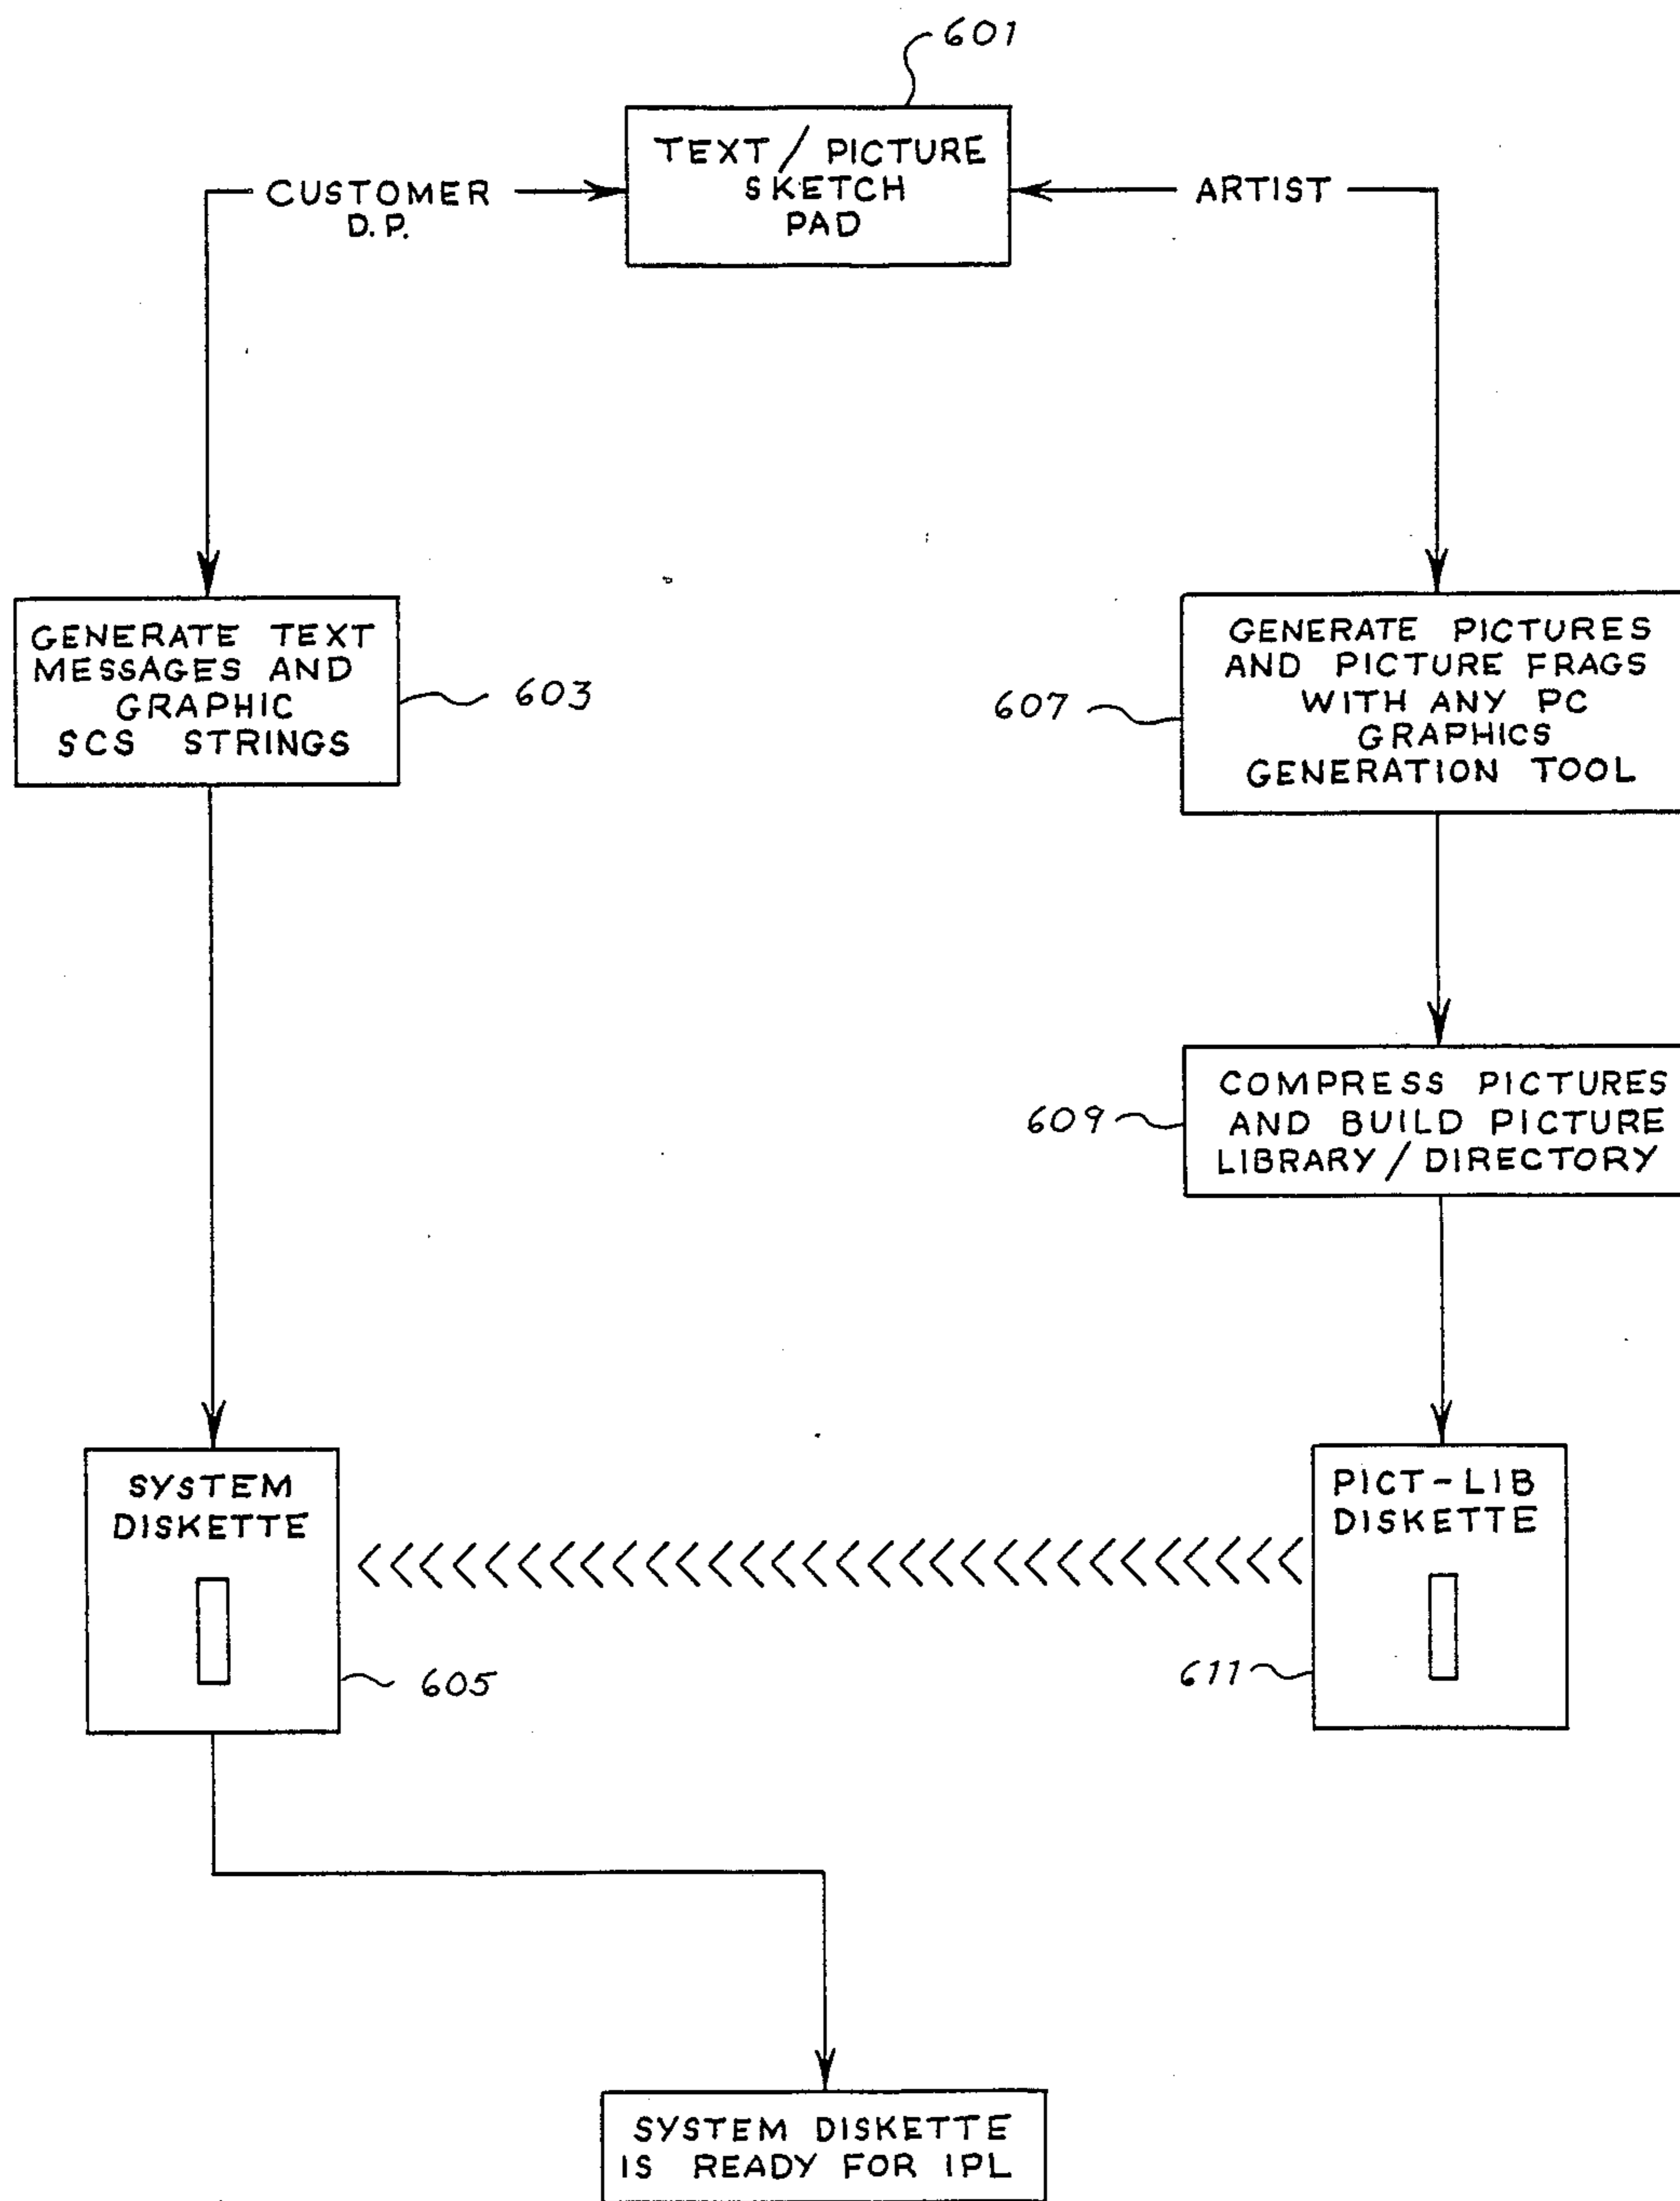 601
TEXT / PICTURE
SKETCH
PAD
CUSTOMER
D.P.
ARTIST
GENERATE TEXT
MESSAGES AND
GRAPHIC
SCS STRINGS
603
GENERATE PICTURES
AND PICTURE FRAGS
WITH ANY PC
GRAPHICS
GENERATION TOOL
607
COMPRESS PICTURES
AND BUILD PICTURE
LIBRARY / DIRECTORY
609
SYSTEM
DISKETTE
605
<<<<<<<<<<<<<<<<<<<<<<<<<<<<<<
PICT-LIB
DISKETTE
611
SYSTEM DISKETTE
IS READY FOR IPL